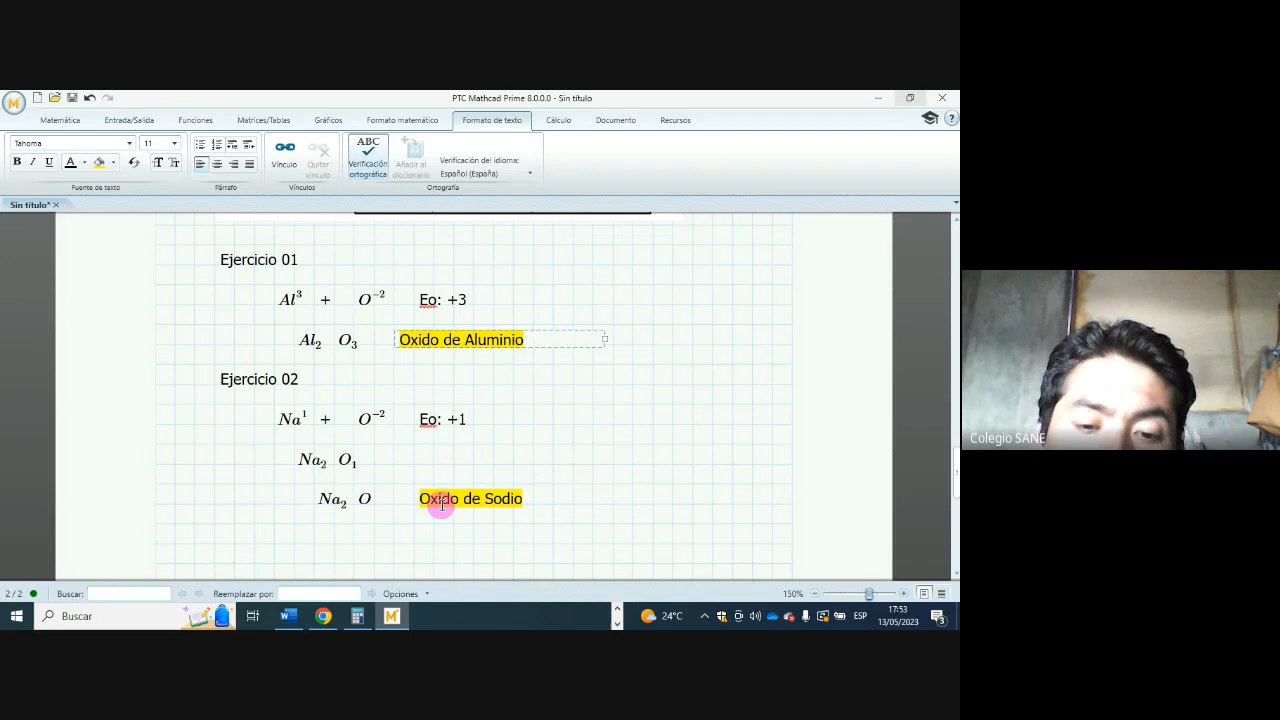 PTC Mathcad Prime 8.0.0.0 - Sin título
Matemática Entrada/Salida Funciones Matrices/Tablas Gráficos Formato matemático Formato de texto Cálculo Documento Recursos
Tahoma 11
N I U A
ABC
Vínculo Quitar vínculo
Verificación ortográfica
Añadir al diccionario
Verificación del idioma:
Español (España)
Fuente de texto Párrafo Vínculos Ortografía
Sin título*
Ejercicio 01
Al³ + O⁻² Eo: +3
Al₂ O₃ Oxido de Aluminio
Ejercicio 02
Na¹ + O⁻² Eo: +1
Na₂ O₁
Na₂ O Oxido de Sodio
Colegio SANE
2/2 Buscar: Reemplazar por: Opciones 150%
Buscar 24°C ESP 17:53
13/05/2023 3